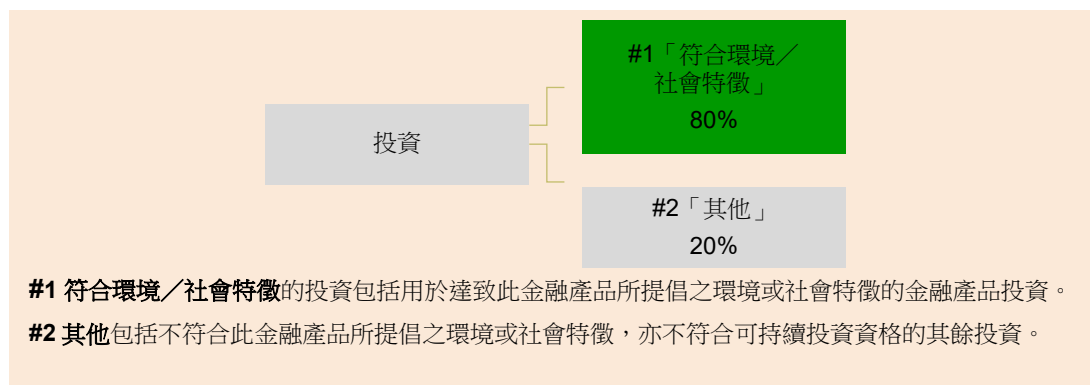 #1「符合環境／
社會特徵」
80%
投資
#2「其他」
20%
#1 符合環境／社會特徵的投資包括用於達致此金融產品所提倡之環境或社會特徵的金融產品投資。
#2 其他包括不符合此金融產品所提倡之環境或社會特徵，亦不符合可持續投資資格的其餘投資。